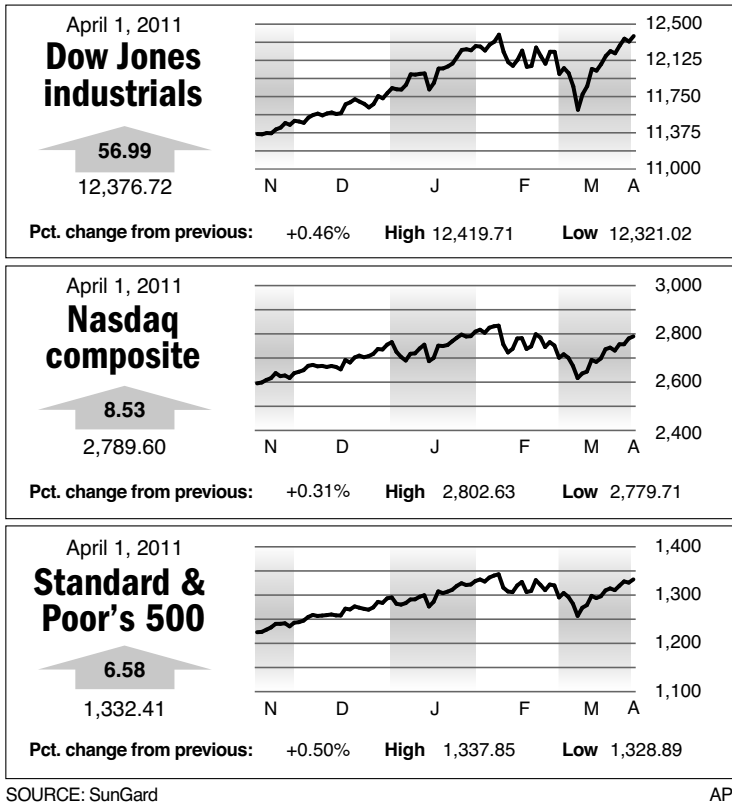 April 1, 2011
Dow Jones
industrials
56.99
12,376.72
12,500
12,125
11,750
11,375
11,000
N D J F M A
Pct. change from previous: +0.46% High 12,419.71 Low 12,321.02
April 1, 2011
Nasdaq
composite
8.53
2,789.60
3,000
2,800
2,600
2,400
N D J F M A
Pct. change from previous: +0.31% High 2,802.63 Low 2,779.71
April 1, 2011
Standard &
Poor's 500
6.58
1,332.41
1,400
1,300
1,200
1,100
N D J F M A
Pct. change from previous: +0.50% High 1,337.85 Low 1,328.89
SOURCE: SunGard AP